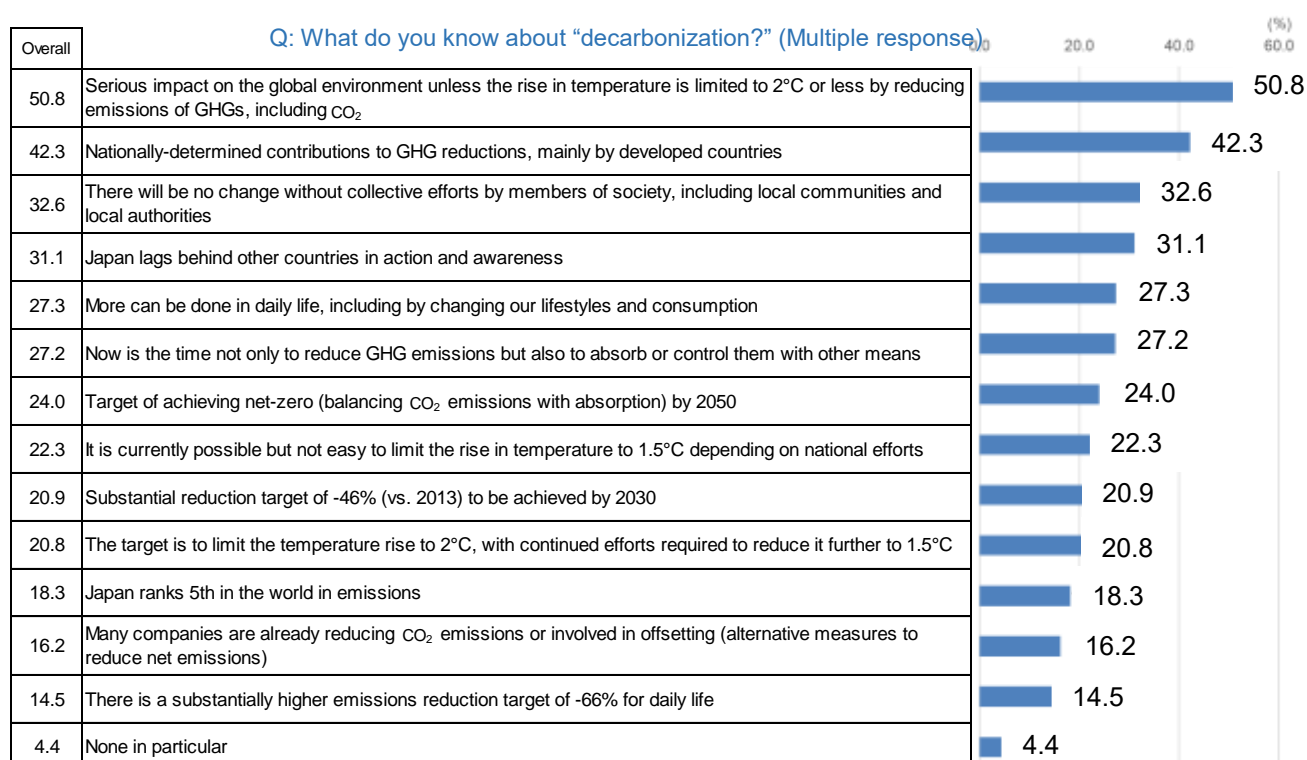 Q: What do you know about “decarbonization?” (Multiple response)
(%)
Overall
0.0 20.0 40.0 60.0
50.8 Serious impact on the global environment unless the rise in temperature is limited to 2°C or less by reducing
emissions of GHGs, including CO₂
50.8
42.3 Nationally-determined contributions to GHG reductions, mainly by developed countries 42.3
32.6 There will be no change without collective efforts by members of society, including local communities and
local authorities
32.6
31.1 Japan lags behind other countries in action and awareness 31.1
27.3 More can be done in daily life, including by changing our lifestyles and consumption 27.3
27.2 Now is the time not only to reduce GHG emissions but also to absorb or control them with other means 27.2
24.0 Target of achieving net-zero (balancing CO₂ emissions with absorption) by 2050 24.0
22.3 It is currently possible but not easy to limit the rise in temperature to 1.5°C depending on national efforts 22.3
20.9 Substantial reduction target of -46% (vs. 2013) to be achieved by 2030 20.9
20.8 The target is to limit the temperature rise to 2°C, with continued efforts required to reduce it further to 1.5°C 20.8
18.3 Japan ranks 5th in the world in emissions 18.3
16.2 Many companies are already reducing CO₂ emissions or involved in offsetting (alternative measures to
reduce net emissions)
16.2
14.5 There is a substantially higher emissions reduction target of -66% for daily life 14.5
4.4 None in particular 4.4